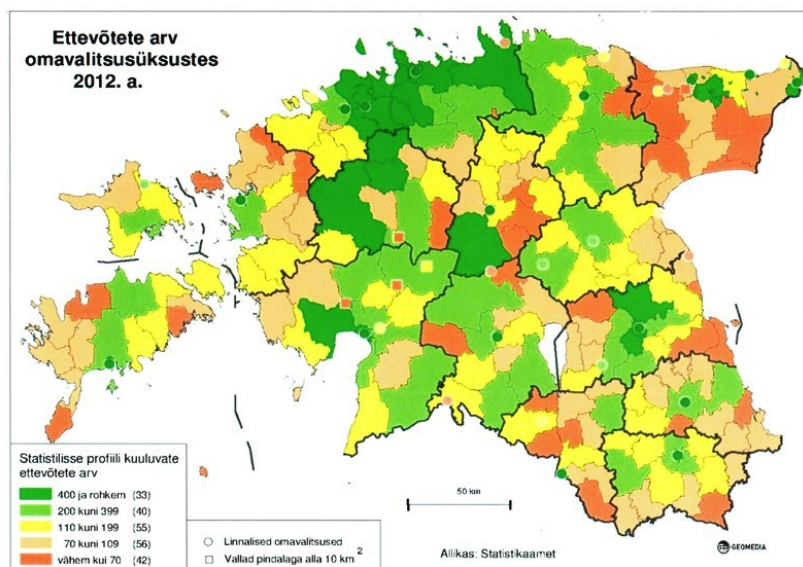 Ettevõtete arv
omavalitsusüksustes
2012. a.
Statistilisse profiili kuuluvate
ettevõtete arv
400 ja rohkem (33)
200 kuni 399 (40)
110 kuni 199 (55)
70 kuni 109 (56)
vähem kui 70 (42)
Linnalised omavalitsused
Vallad pindalaga alla 10 km²
50 km
Allikas: Statistikaamet
GEOMEDIA